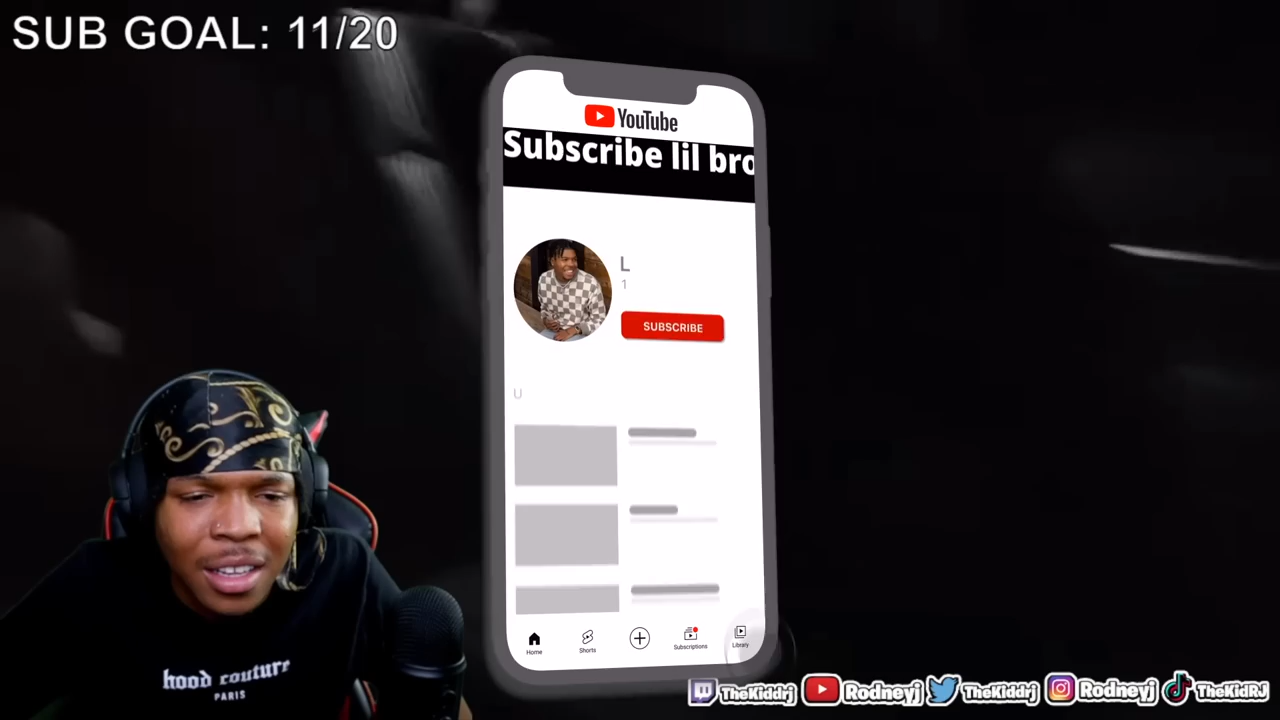 SUB GOAL: 11/20
YouTube
Subscribe lil bro
L
1
SUBSCRIBE
U
Home
Shorts
Subscriptions
Library
hood couture
PARIS
TheKiddrj
Rodneyj
TheKiddrj
Rodneyj
TheKidRJ